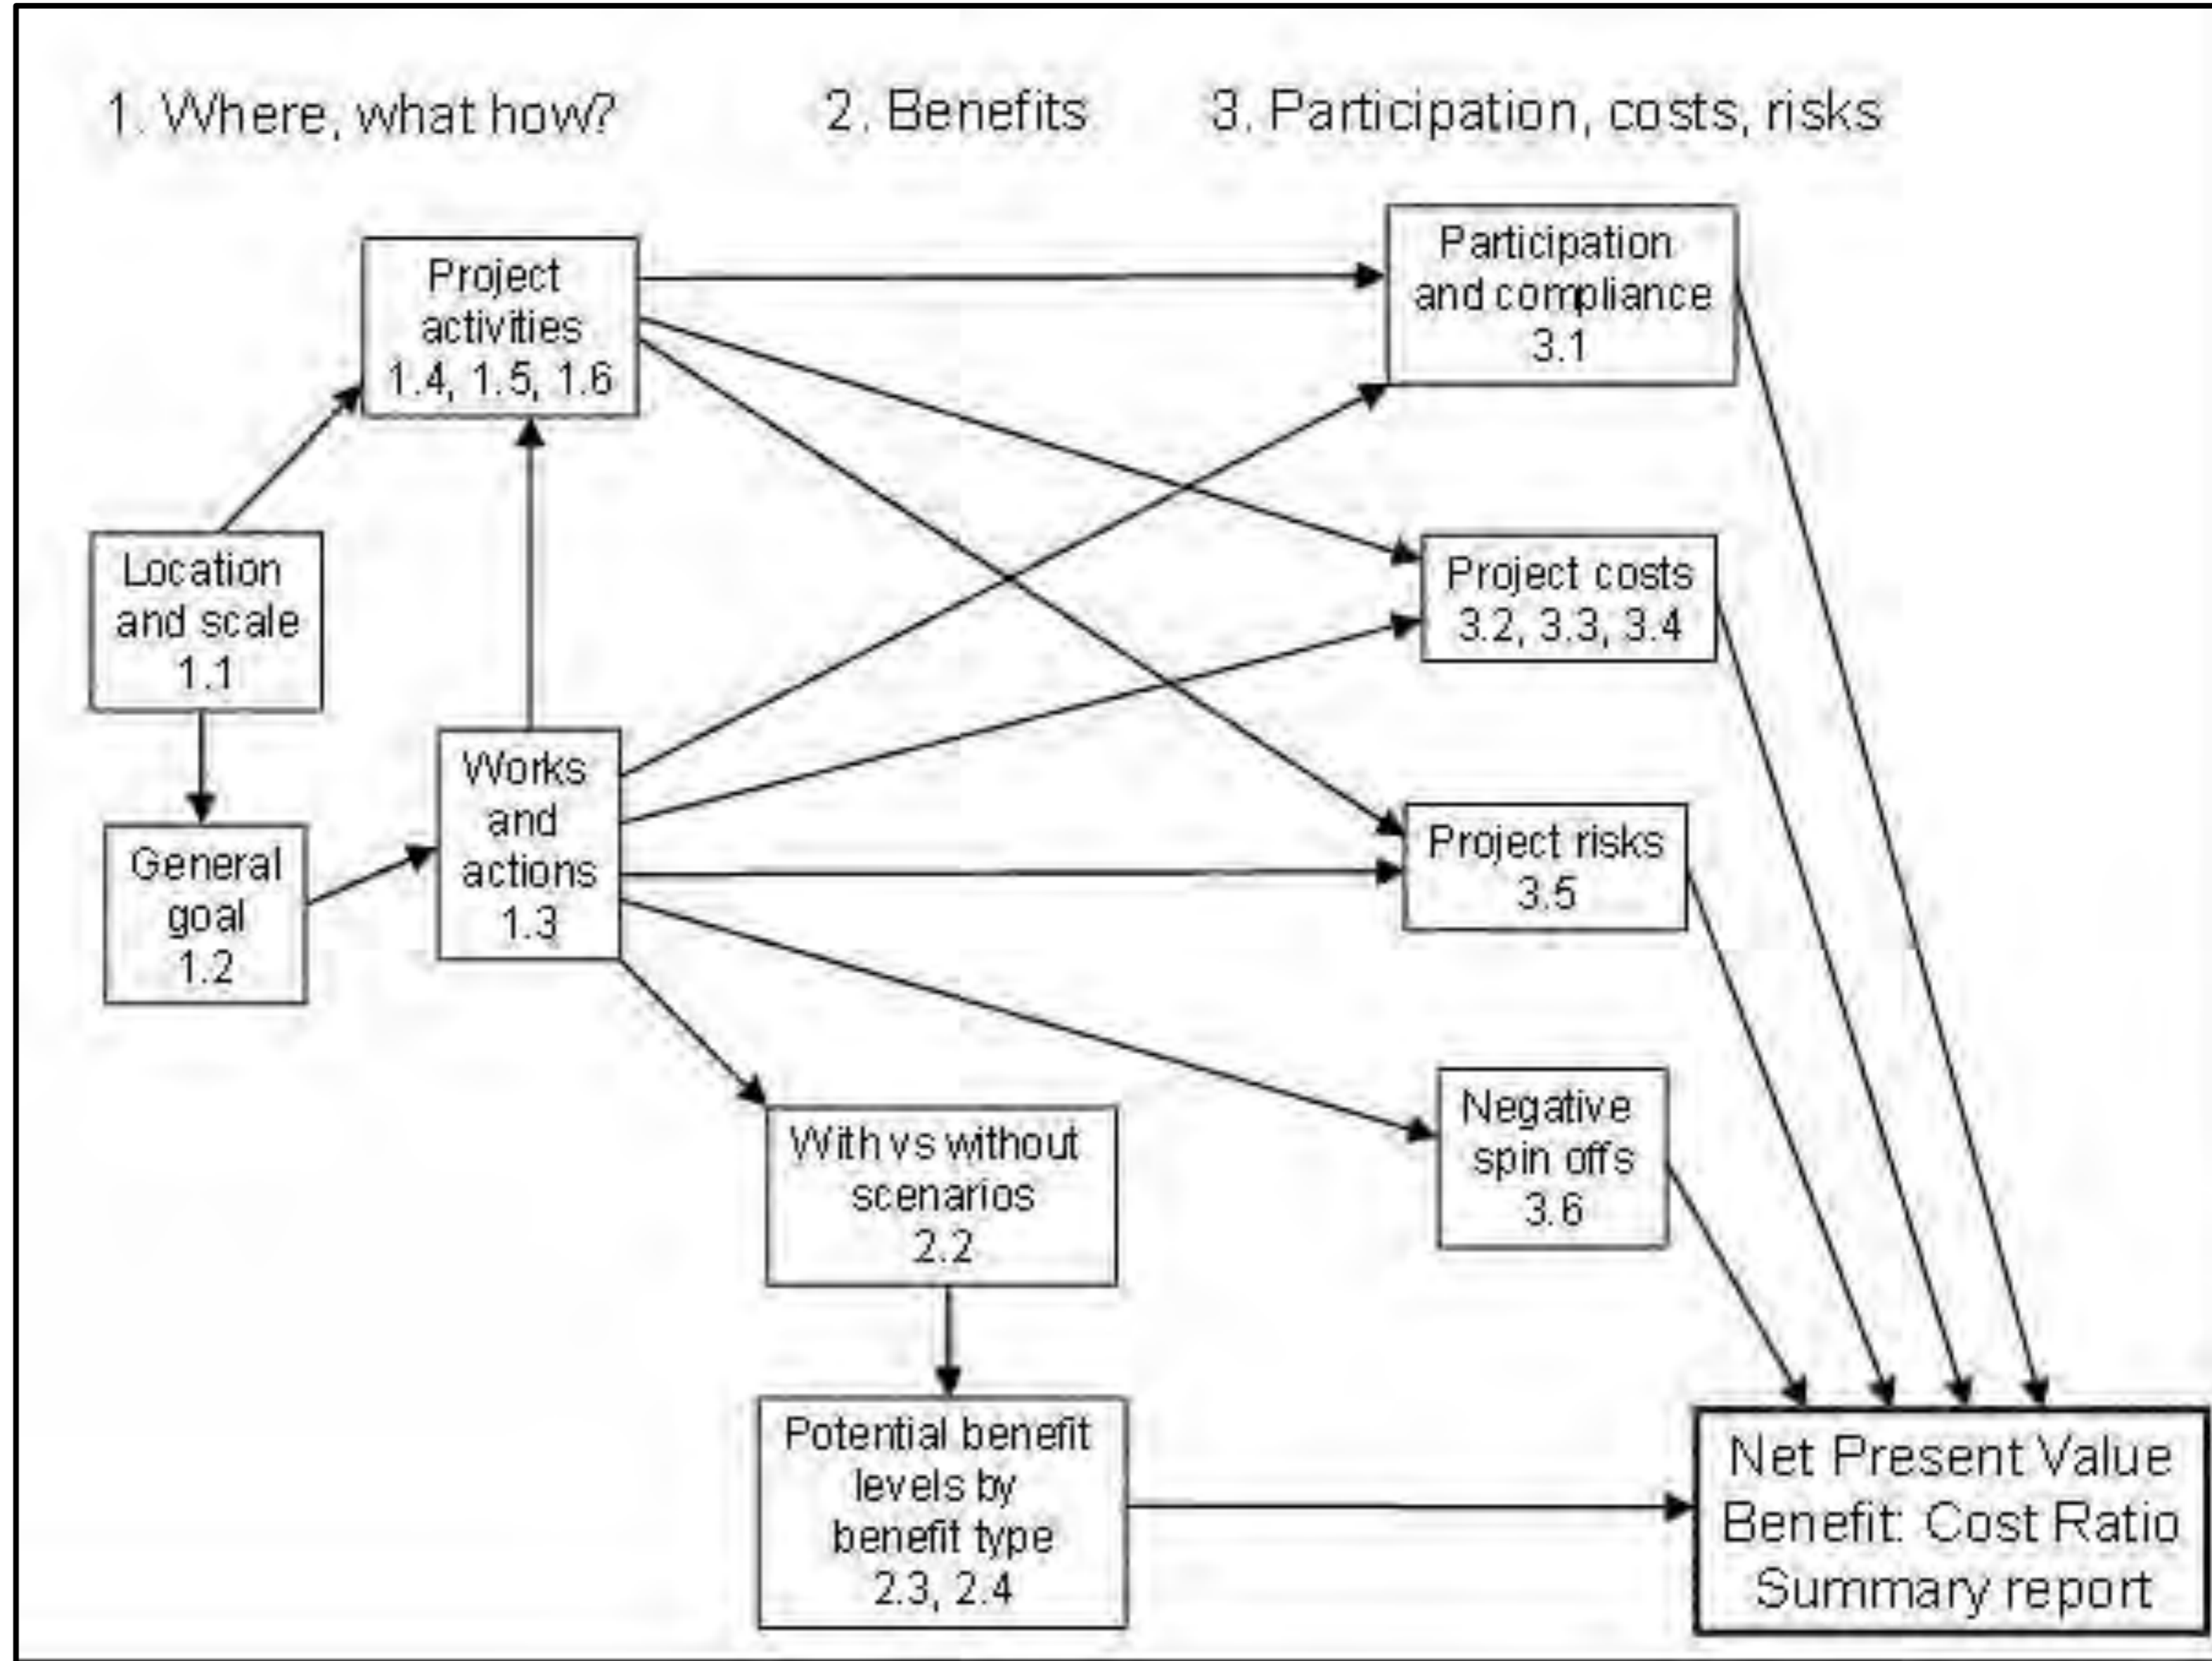 1. Where, what how?
2. Benefits
3. Participation, costs, risks
Project
activities
1.4, 1.5, 1.6
Participation
and compliance
3.1
Location
and scale
1.1
Project costs
3.2, 3.3, 3.4
Works
and
actions
1.3
General
goal
1.2
Project risks
3.5
With vs without
scenarios
2.2
Negative
spin offs
3.6
Potential benefit
levels by
benefit type
2.3, 2.4
Net Present Value
Benefit: Cost Ratio
Summary report